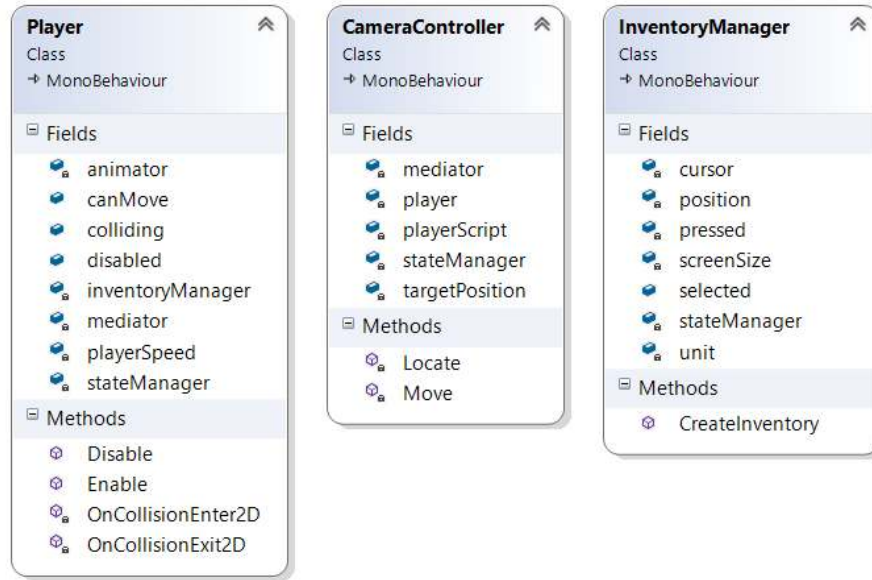 Player
Class
MonoBehaviour
Fields
animator
canMove
colliding
disabled
inventoryManager
mediator
playerSpeed
stateManager
Methods
Disable
Enable
OnCollisionEnter2D
OnCollisionExit2D
CameraController
Class
MonoBehaviour
Fields
mediator
player
playerScript
stateManager
targetPosition
Methods
Locate
Move
InventoryManager
Class
MonoBehaviour
Fields
cursor
position
pressed
screenSize
selected
stateManager
unit
Methods
CreateInventory